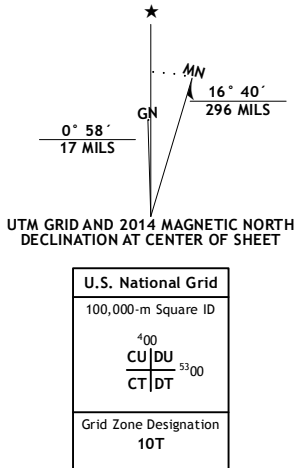 MN
GN
16° 40´
296 MILS
0° 58´
17 MILS
UTM GRID AND 2014 MAGNETIC NORTH
DECLINATION AT CENTER OF SHEET
U.S. National Grid
100,000-m Square ID
400
CU DU
5300
CT DT
Grid Zone Designation
10T